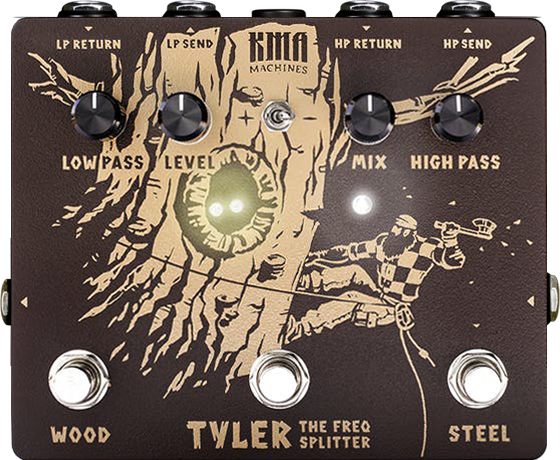 LP RETURN
LP SEND
KMA
MACHINES
HP RETURN
HP SEND
LOW PASS
LEVEL
+
+
MIX
HIGH PASS
WOOD
TYLER
THE FREQ
SPLITTER
STEEL